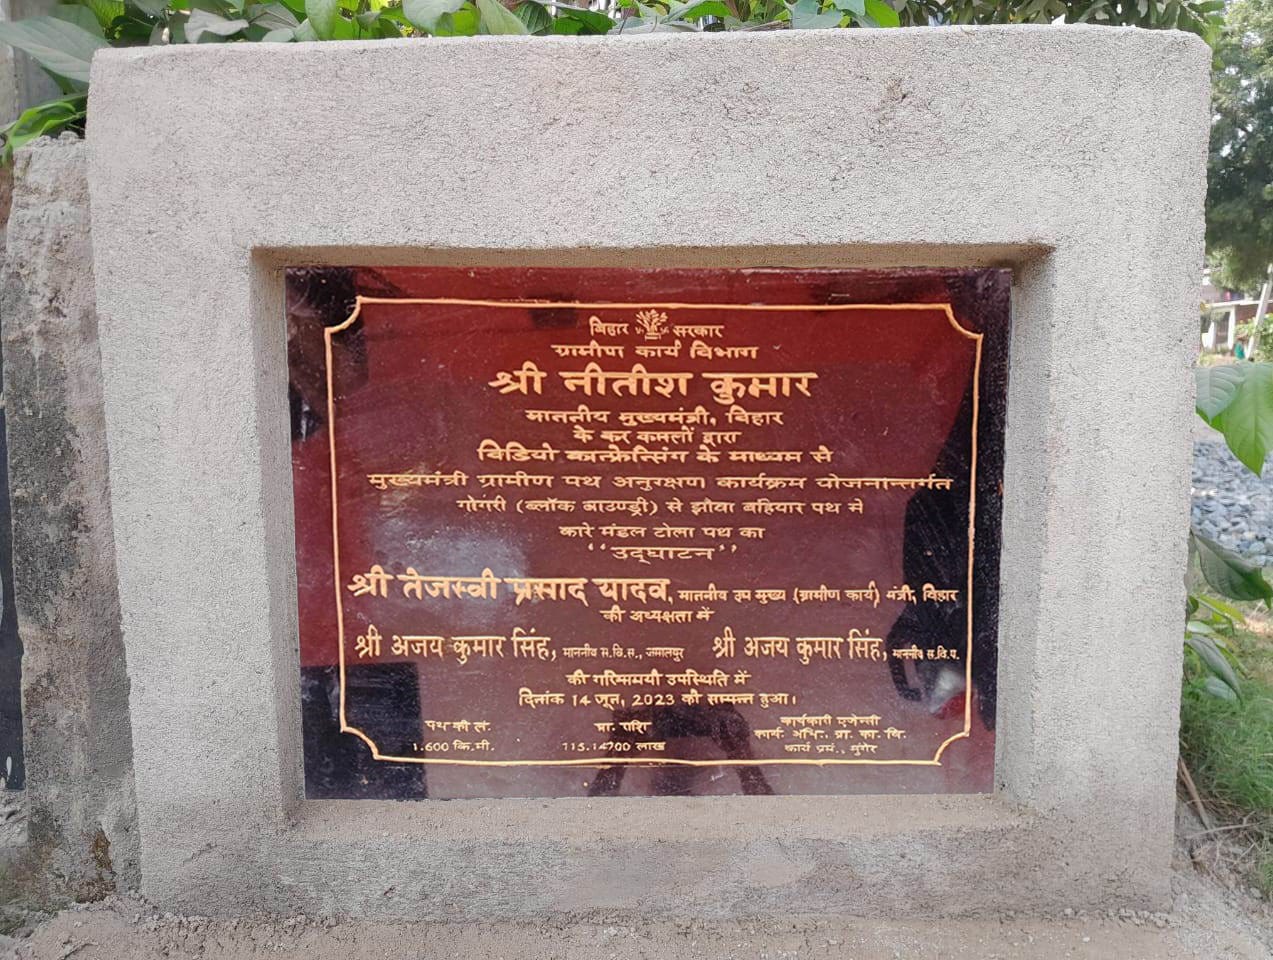 बिहार सरकार
ग्रामीण कार्य विभाग
श्री नीतीश कुमार
माननीय मुख्यमंत्री, बिहार
के कर कमलों द्वारा
विडियो कान्फ्रेन्सिंग के माध्यम से
मुख्यमंत्री ग्रामीण पथ अनुरक्षण कार्यक्रम योजनान्तर्गत
गोगरी (ब्लॉक बाउण्ड्री) से झौवा बहियार पथ से
कारे मंडल टोला पथ का
“उद्घाटन”
श्री तेजस्वी प्रसाद यादव, माननीय उप मुख्य (ग्रामीण कार्य) मंत्री, बिहार
की अध्यक्षता में
श्री अजय कुमार सिंह, माननीय स.वि.स., जमालपुर श्री अजय कुमार सिंह, माननीय स.वि.प.
की गरिममयी उपस्थिति में
दिनांक 14 जून, 2023 को सम्पन्न हुआ।
पथ की लं. प्रा. राशि कार्यकारी एजेन्सी
1.600 कि.मी. 115.14700 लाख कार्य. अभि. ग्रा. का. वि.
कार्य प्रमं., मुंगेर